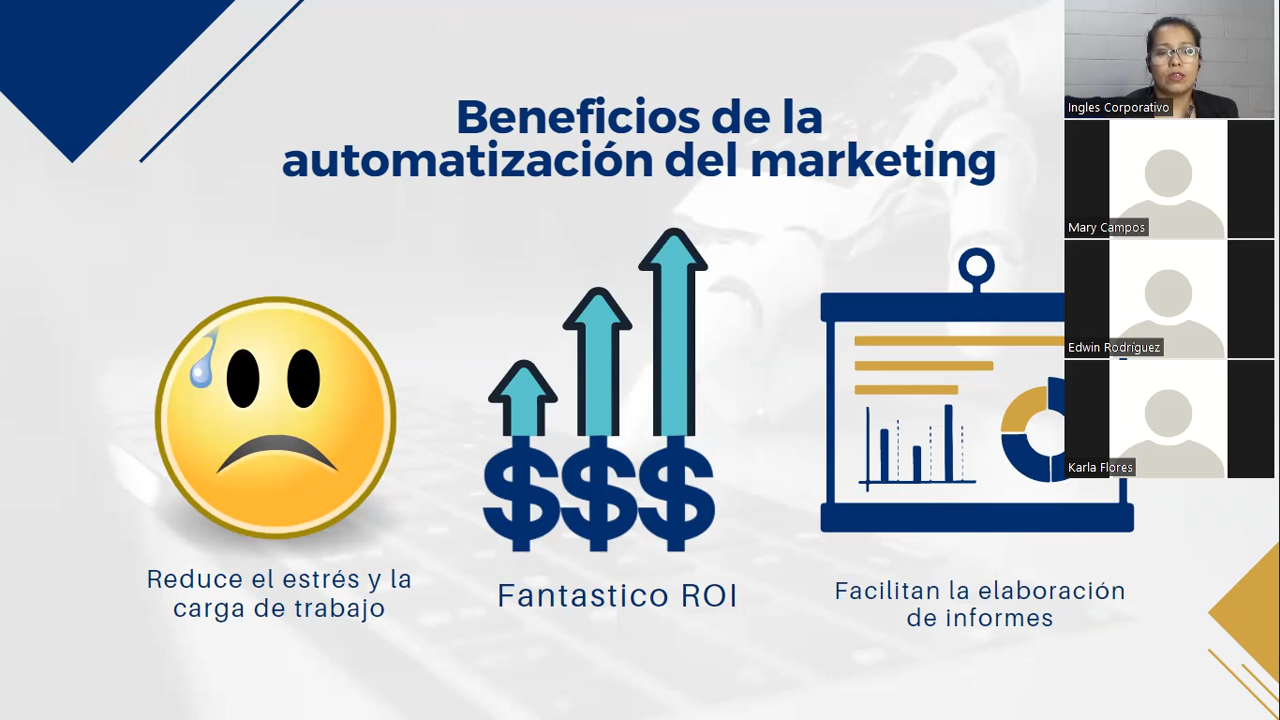 Beneficios de la
automatización del marketing
$$$
Reduce el estrés y la
carga de trabajo
Fantastico ROI
Facilitan la elaboración
de informes
Ingles Corporativo
Mary Campos
Edwin Rodríguez
Karla Flores